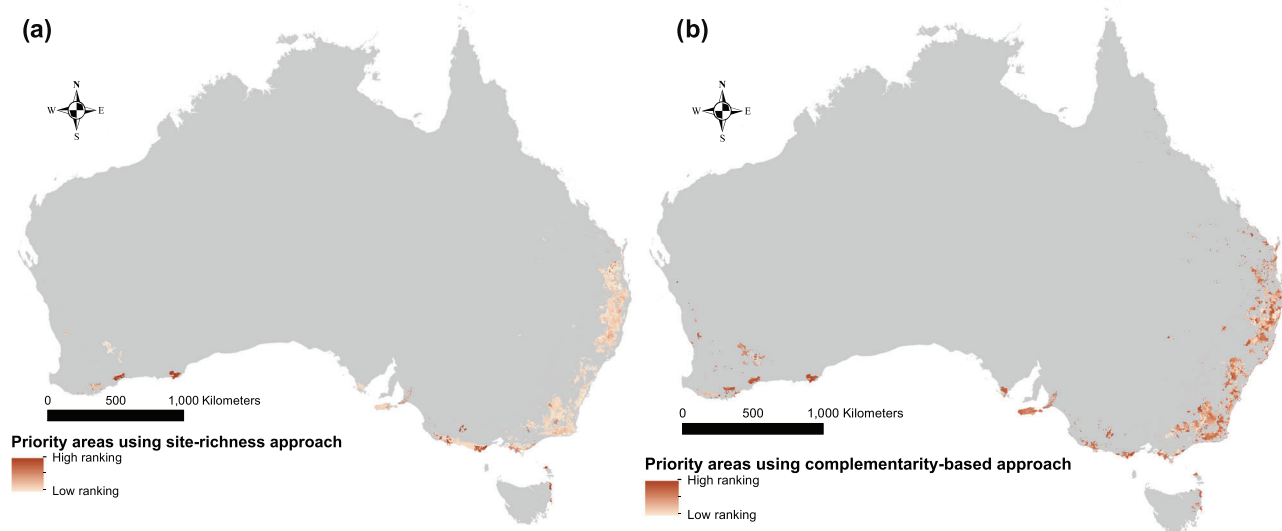 (a)
N
W E
S
0 500 1,000 Kilometers
Priority areas using site-richness approach
High ranking
Low ranking
(b)
N
W E
S
0 500 1,000 Kilometers
Priority areas using complementarity-based approach
High ranking
Low ranking